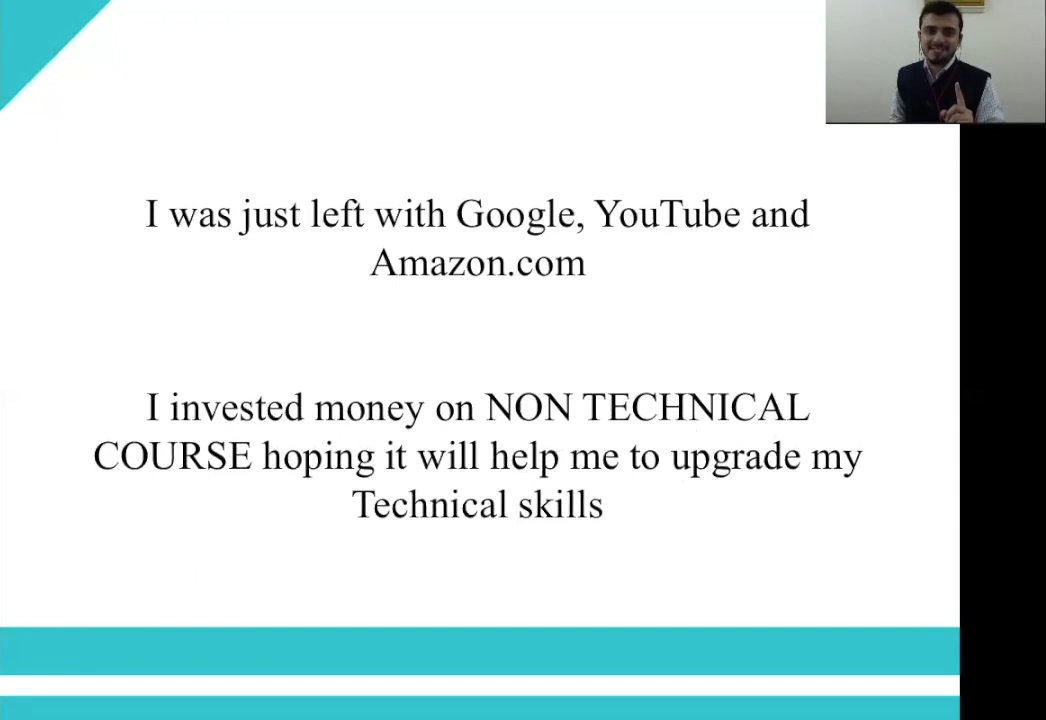 I was just left with Google, YouTube and
Amazon.com
I invested money on NON TECHNICAL
COURSE hoping it will help me to upgrade my
Technical skills